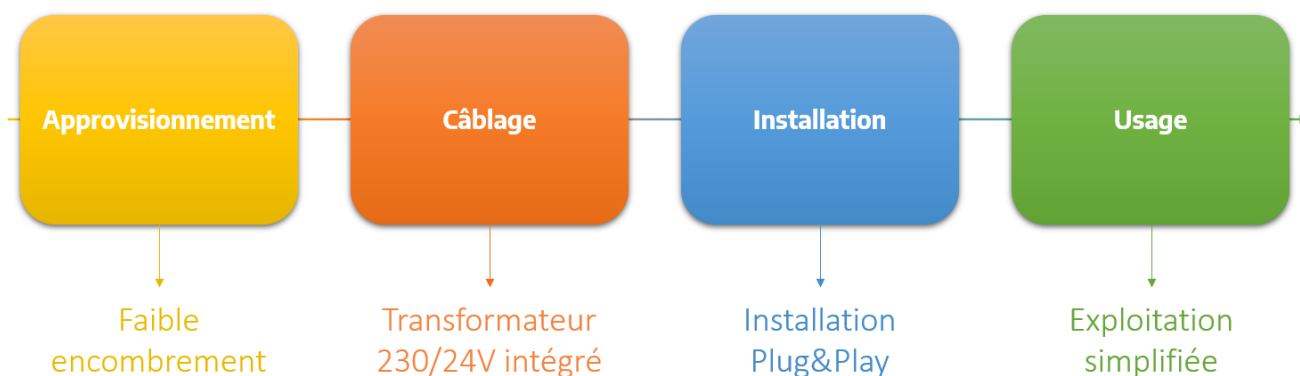 Approvisionnement
Câblage
Installation
Usage
Faible
encombrement
Transformateur
230/24V intégré
Installation
Plug&Play
Exploitation
simplifiée